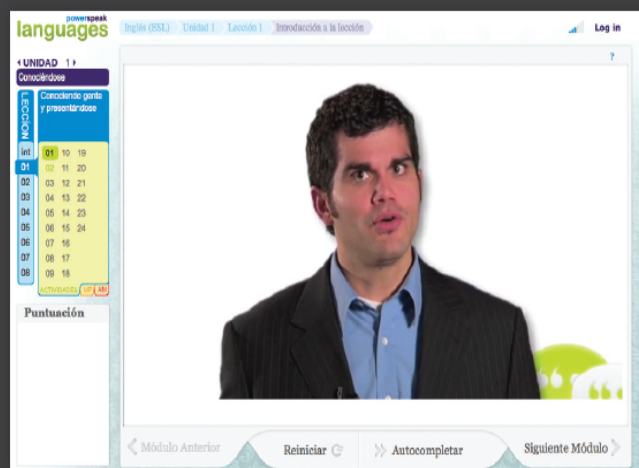 powerspeak
languages
Inglés (ESL) Unidad 1 Lección 1 Introducción a la lección
Log in
?
UNIDAD 1
Conociéndose
LECCIÓN
Conociendo gente
y presentándose
int 01 10 19
01 02 11 20
02 03 12 21
03 04 13 22
04 05 14 23
05 06 15 24
06 07 16
07 08 17
08 09 18
ACTIVIDADES
Puntuación
Módulo Anterior
Reiniciar
Autocompletar
Siguiente Módulo